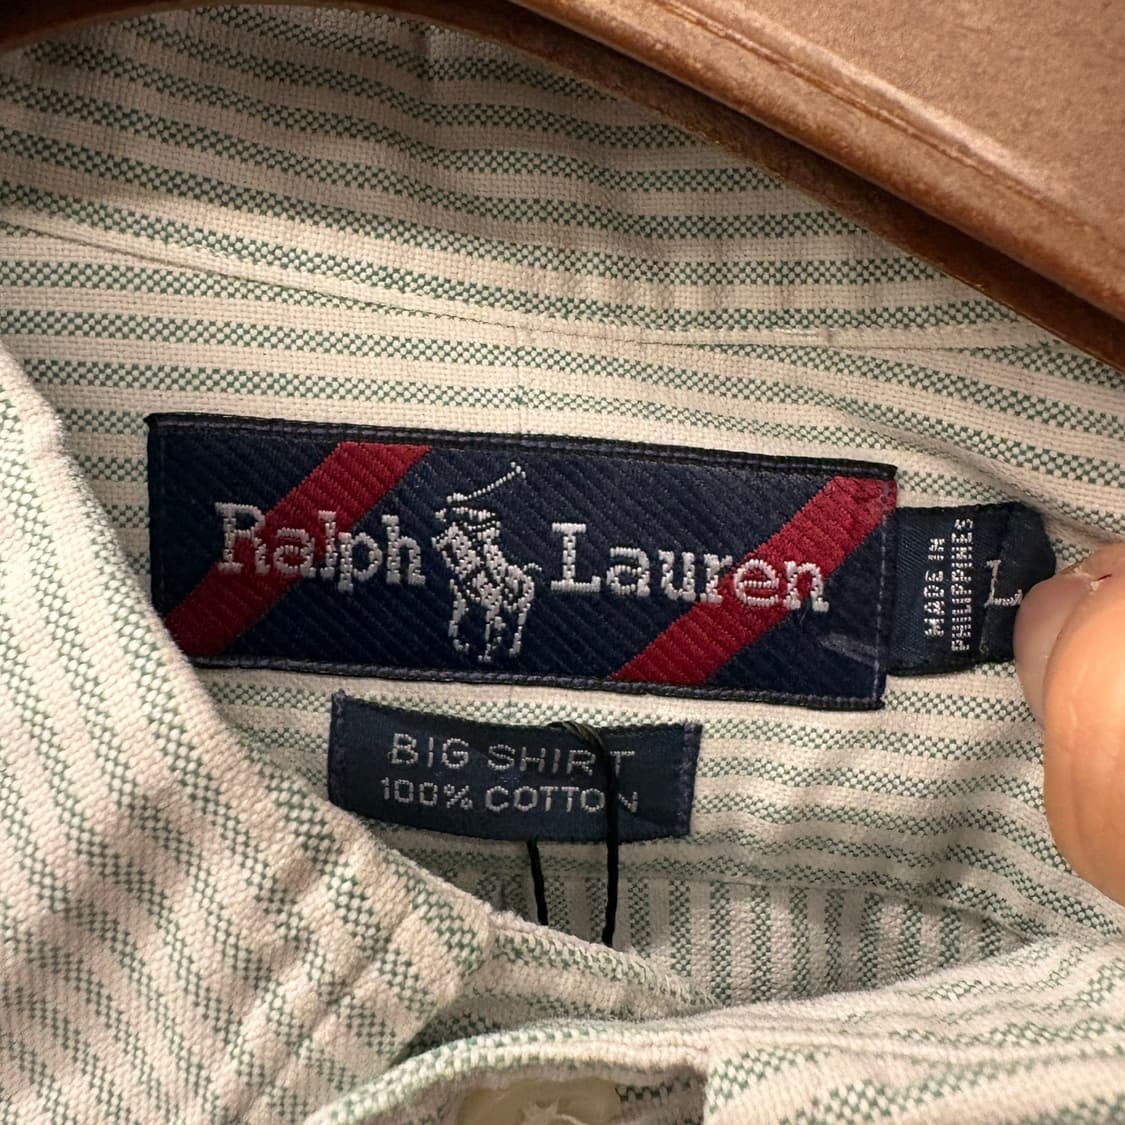 Ralph Lauren
MADE IN
PHILIPPINES
L
BIG SHIRT
100% COTTON